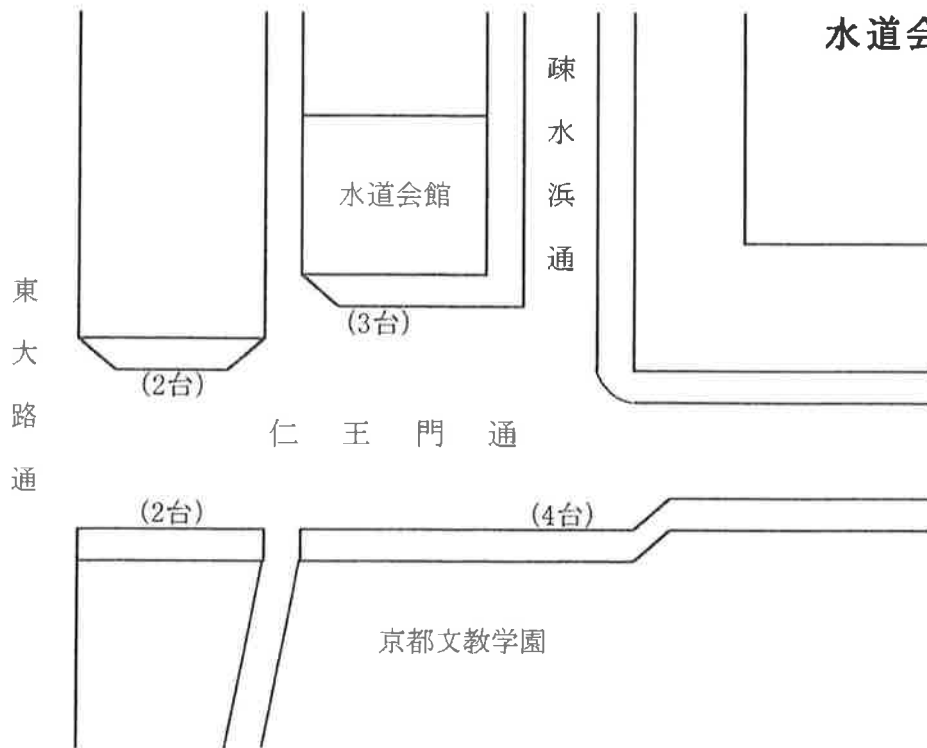 水道会
疎水浜通
水道会館
東大路通
(3台)
(2台)
仁王門通
(2台)
(4台)
京都文教学園